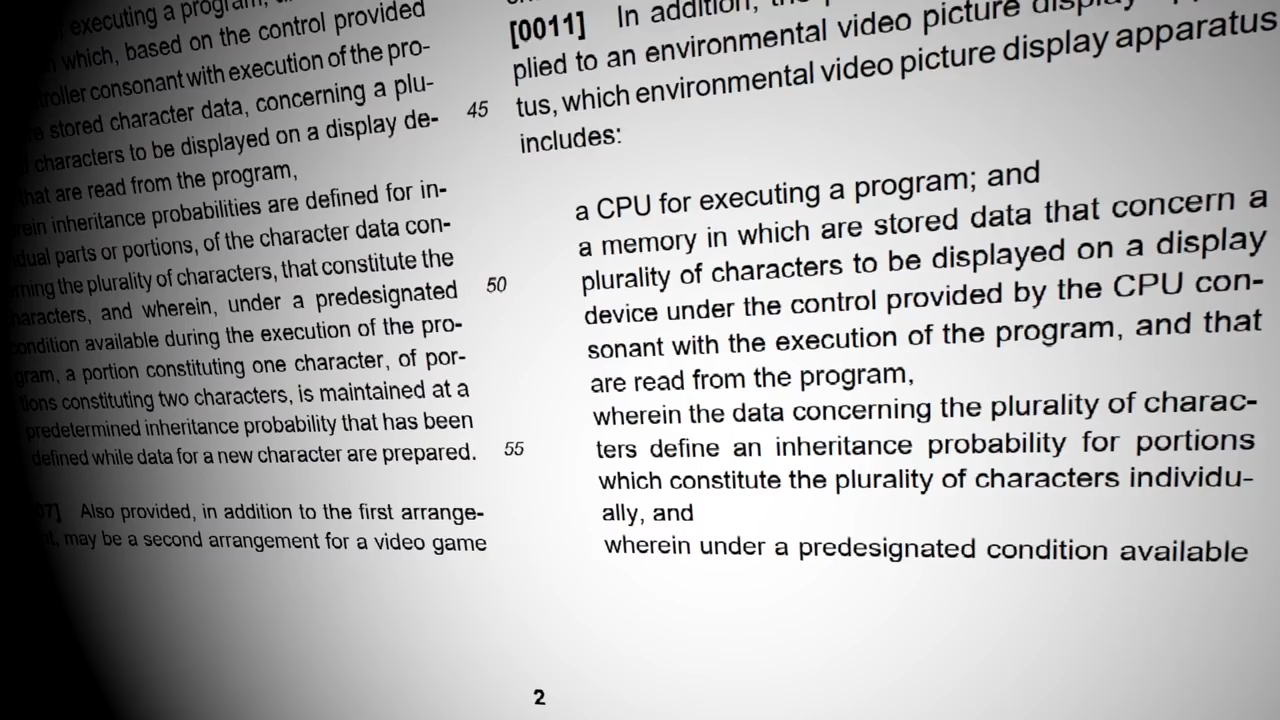 executing a program,
which, based on the control provided
consonant with execution of the pro-
stored character data, concerning a plu-
characters to be displayed on a display de-
that are read from the program,
inheritance probabilities are defined for in-
parts or portions, of the character data con-
the plurality of characters, that constitute the
and wherein, under a predesignated
condition available during the execution of the pro-
gram, a portion constituting one character, of por-
tions constituting two characters, is maintained at a
predetermined inheritance probability that has been
defined while data for a new character are prepared.
Also provided, in addition to the first arrange-
may be a second arrangement for a video game
[0011] In addition,
plied to an environmental video picture
45
tus, which environmental video picture display apparatus
includes:
a CPU for executing a program; and
a memory in which are stored data that concern a
plurality of characters to be displayed on a display
50
device under the control provided by the CPU con-
sonant with the execution of the program, and that
are read from the program,
wherein the data concerning the plurality of charac-
55
ters define an inheritance probability for portions
which constitute the plurality of characters individu-
ally, and
wherein under a predesignated condition available
2